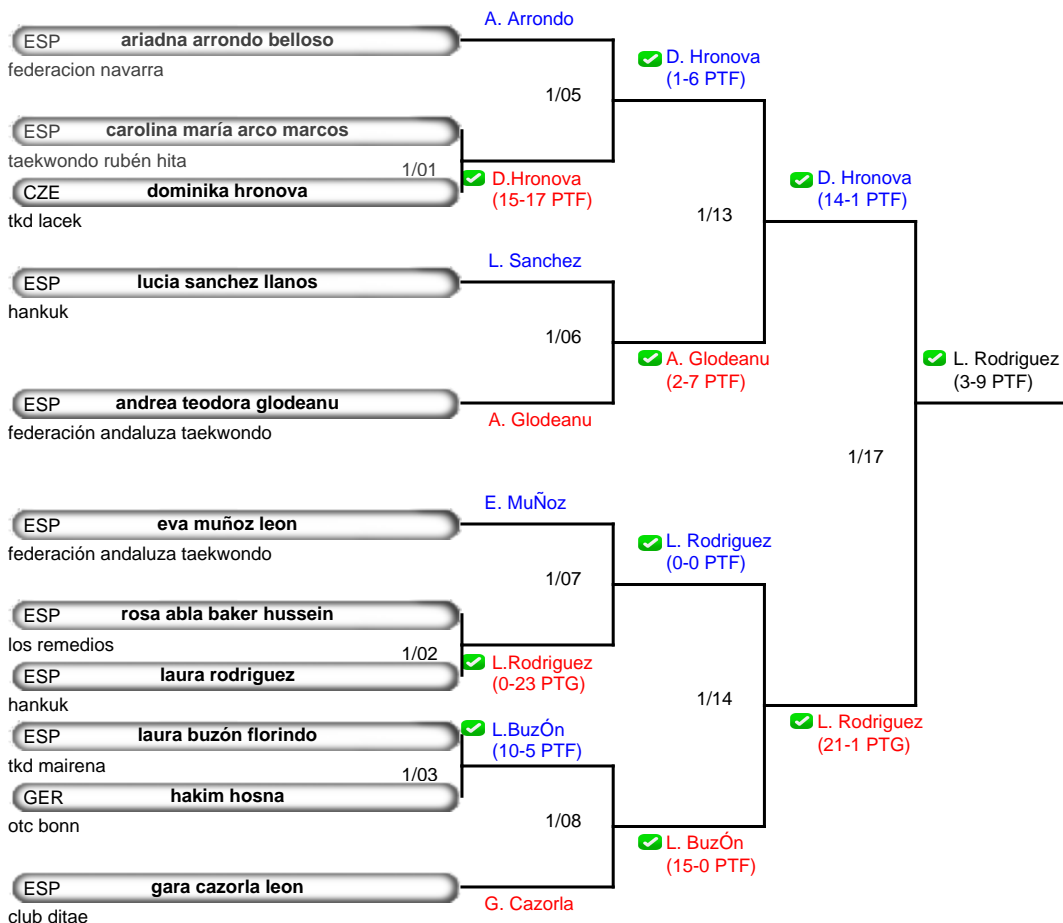 A. Arrondo
ESP ariadna arrondo belloso
federacion navarra
D. Hronova
(1-6 PTF)
1/05
ESP carolina maría arco marcos
taekwondo rubén hita
1/01
D.Hronova
(15-17 PTF)
CZE dominika hronova
tkd lacek
D. Hronova
(14-1 PTF)
1/13
L. Sanchez
ESP lucia sanchez llanos
hankuk
1/06
A. Glodeanu
(2-7 PTF)
L. Rodriguez
(3-9 PTF)
ESP andrea teodora glodeanu
federación andaluza taekwondo
A. Glodeanu
1/17
E. MuÑoz
ESP eva muñoz leon
federación andaluza taekwondo
L. Rodriguez
(0-0 PTF)
1/07
ESP rosa abla baker hussein
los remedios
1/02
L.Rodriguez
(0-23 PTG)
ESP laura rodriguez
hankuk
1/14
L. Rodriguez
(21-1 PTG)
ESP laura buzón florindo
tkd mairena
L.BuzÓn
(10-5 PTF)
1/03
GER hakim hosna
otc bonn
1/08
L. BuzÓn
(15-0 PTF)
ESP gara cazorla leon
club ditae
G. Cazorla